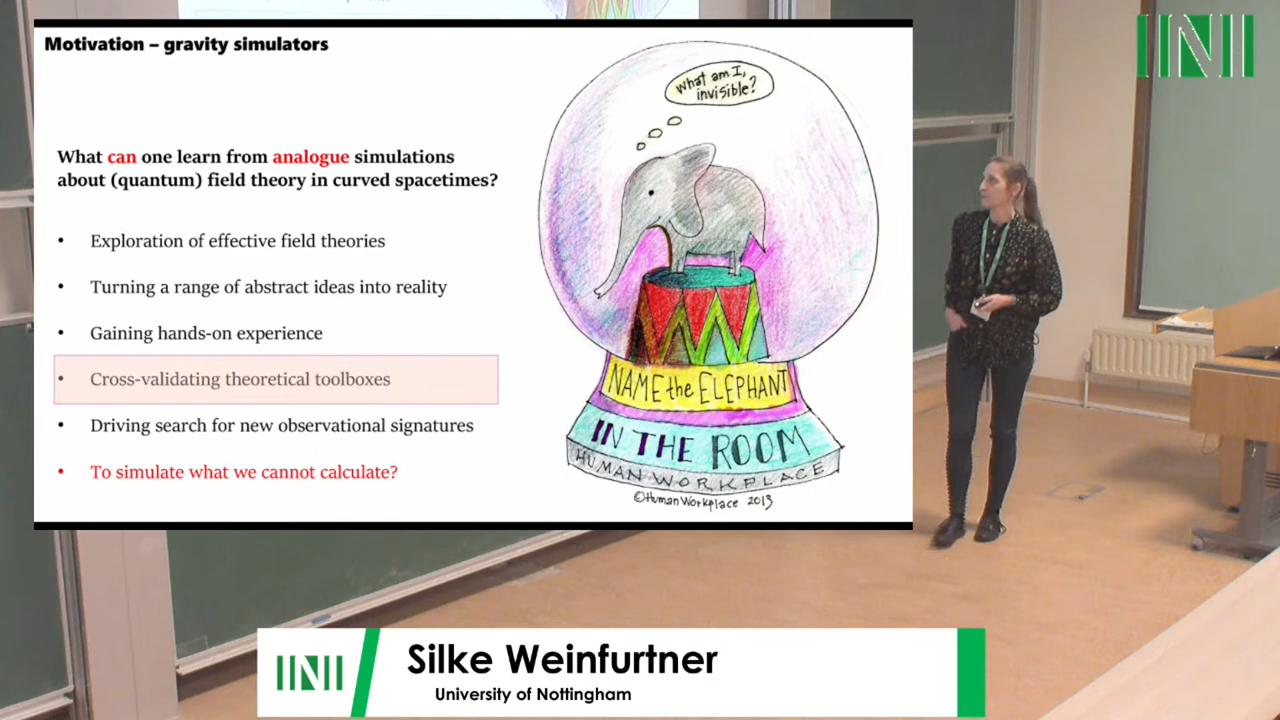 Motivation – gravity simulators
INI
What am I,
invisible?
What can one learn from analogue simulations
about (quantum) field theory in curved spacetimes?
• Exploration of effective field theories
• Turning a range of abstract ideas into reality
• Gaining hands-on experience
• Cross-validating theoretical toolboxes
• Driving search for new observational signatures
• To simulate what we cannot calculate?
NAME the ELEPHANT
IN THE ROOM
HUMAN WORKPLACE
©HumanWorkplace 2013
INI
Silke Weinfurtner
University of Nottingham